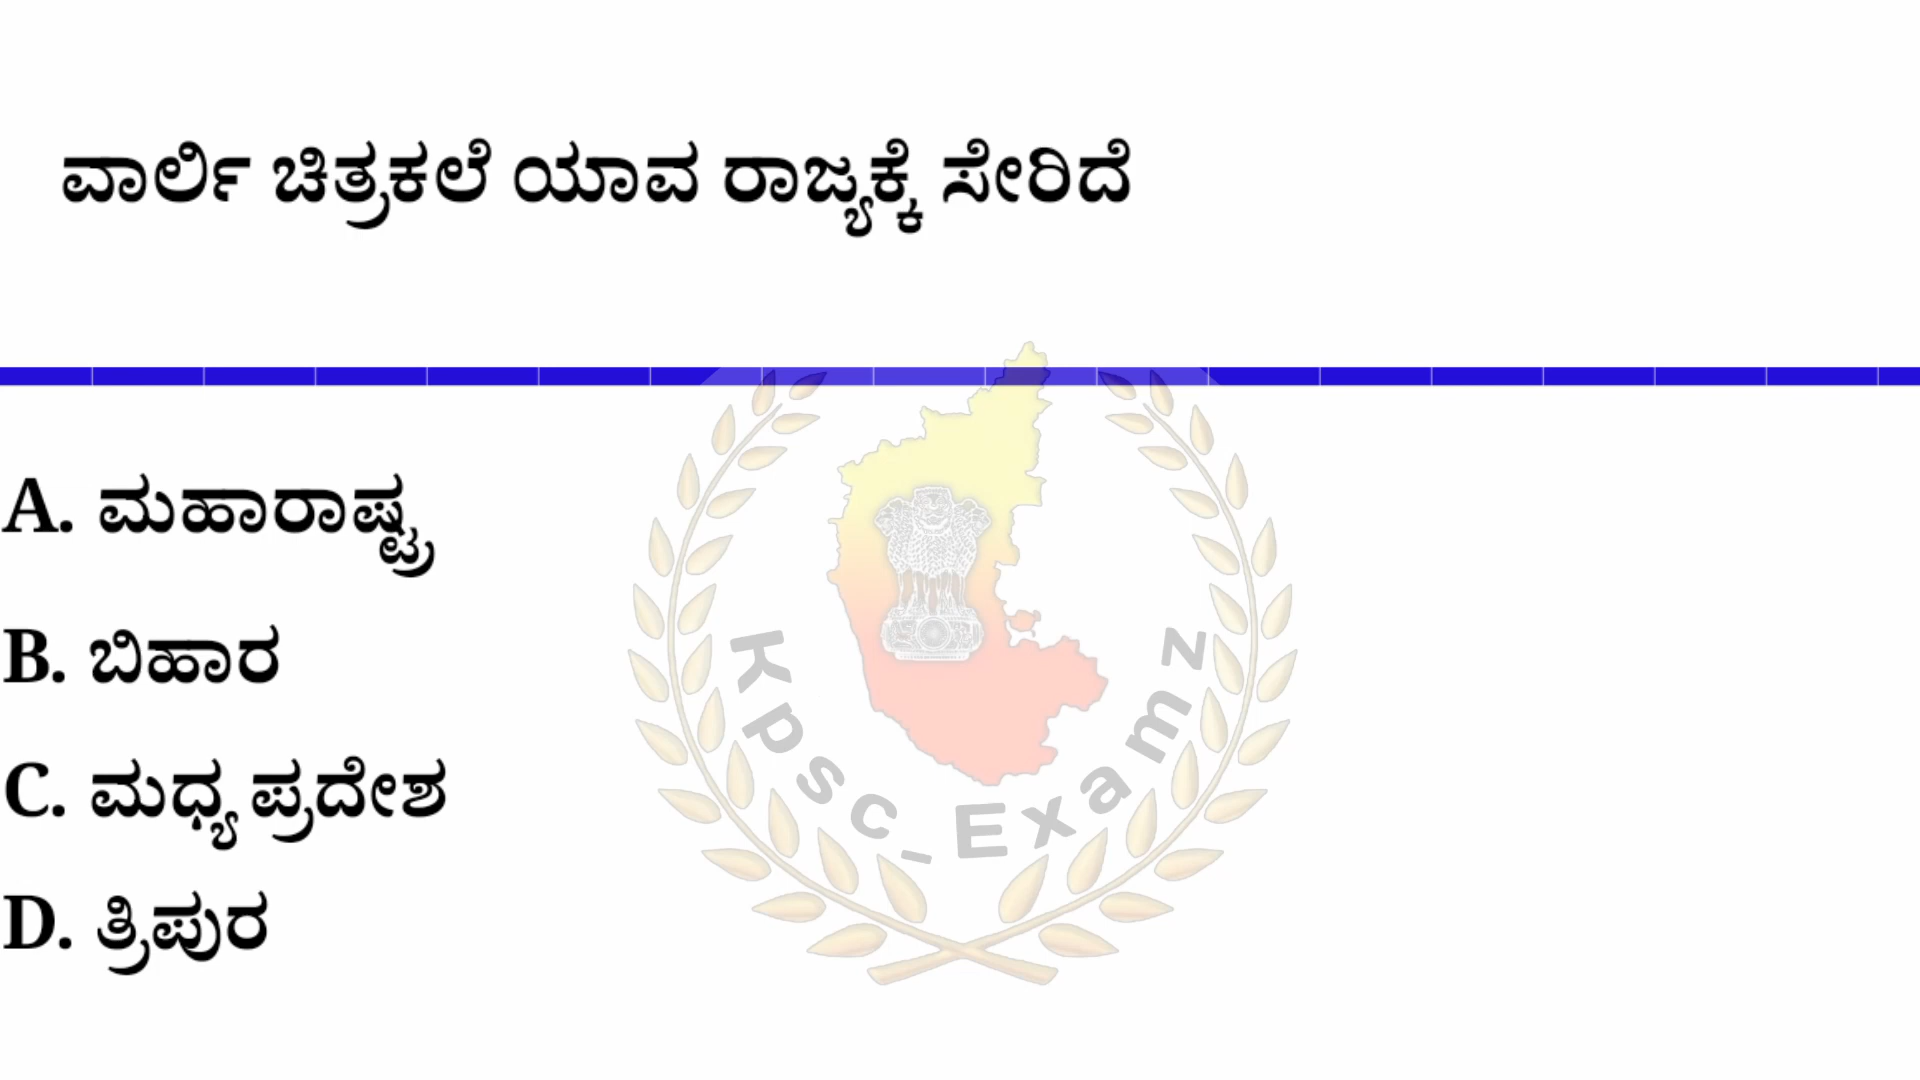 ವಾರ್ಲಿ ಚಿತ್ರಕಲೆ ಯಾವ ರಾಜ್ಯಕ್ಕೆ ಸೇರಿದೆ
A. ಮಹಾರಾಷ್ಟ್ರ
B. ಬಿಹಾರ
C. ಮಧ್ಯ ಪ್ರದೇಶ
D. ತ್ರಿಪುರ
Kpsc_Examz